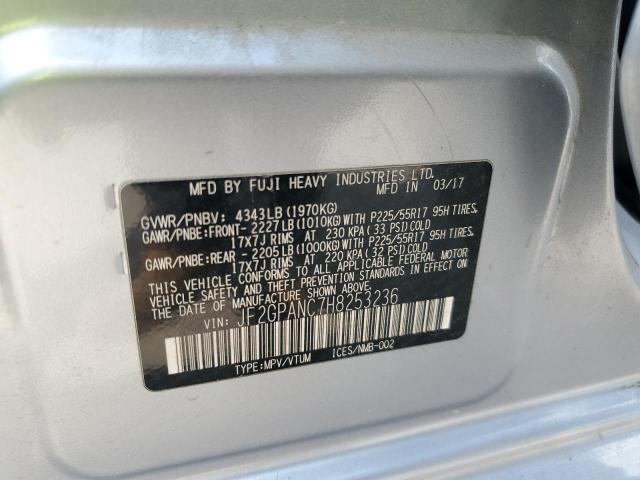 MFD BY FUJI HEAVY INDUSTRIES LTD.
MFD IN 03/17
GVWR/PNBV: 4343LB(1970KG)
GAWR/PNBE:FRONT- 2227LB(1010KG)WITH P225/55R17 95H TIRES.
17X7J RIMS AT 230 KPA(33 PSI)COLD
GAWR/PNBE:REAR - 2205LB(1000KG)WITH P225/55R17 95H TIRES.
17X7J RIMS AT 220 KPA(32 PSI)COLD
THIS VEHICLE CONFORMS TO ALL APPLICABLE FEDERAL MOTOR
VEHICLE SAFETY AND THEFT PREVENTION STANDARDS IN EFFECT ON
THE DATE OF MANUFACTURE SHOWN ABOVE.
VIN: JF2GPANC7H8253236
TYPE:MPV/VTUM ICES/NMB-002